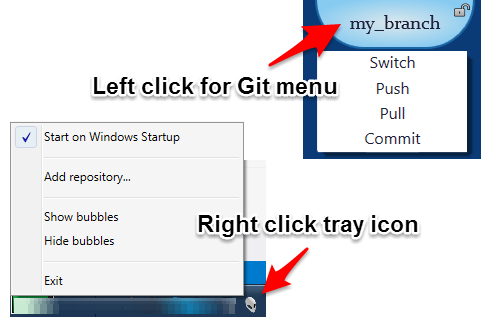 my_branch
Left click for Git menu
Switch
Push
Pull
Commit
Start on Windows Startup
Add repository...
Show bubbles
Hide bubbles
Exit
Right click tray icon